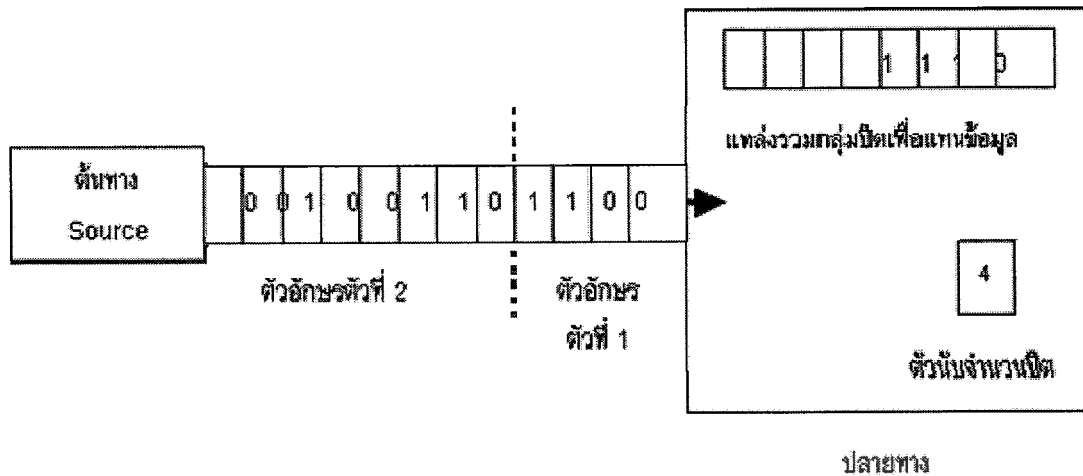 1 1 1 0
แหล่งรวมกลุ่มบิตเพื่อแทนข้อมูล
ต้นทาง
Source
0 0 1 0 0 1 1 0 1 1 0 0
ตัวอักษรตัวที่ 2
ตัวอักษร
ตัวที่ 1
4
ตัวนับจำนวนบิต
ปลายทาง